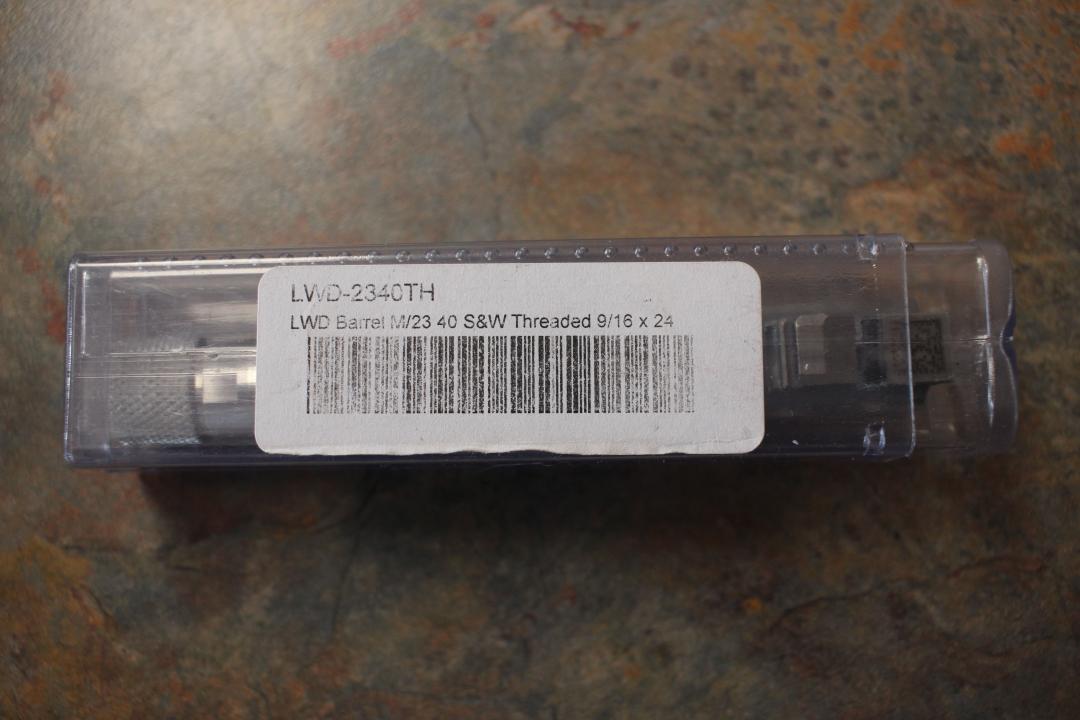 LWD-2340TH
LWD Barrel M/23 40 S&W Threaded 9/16 x 24